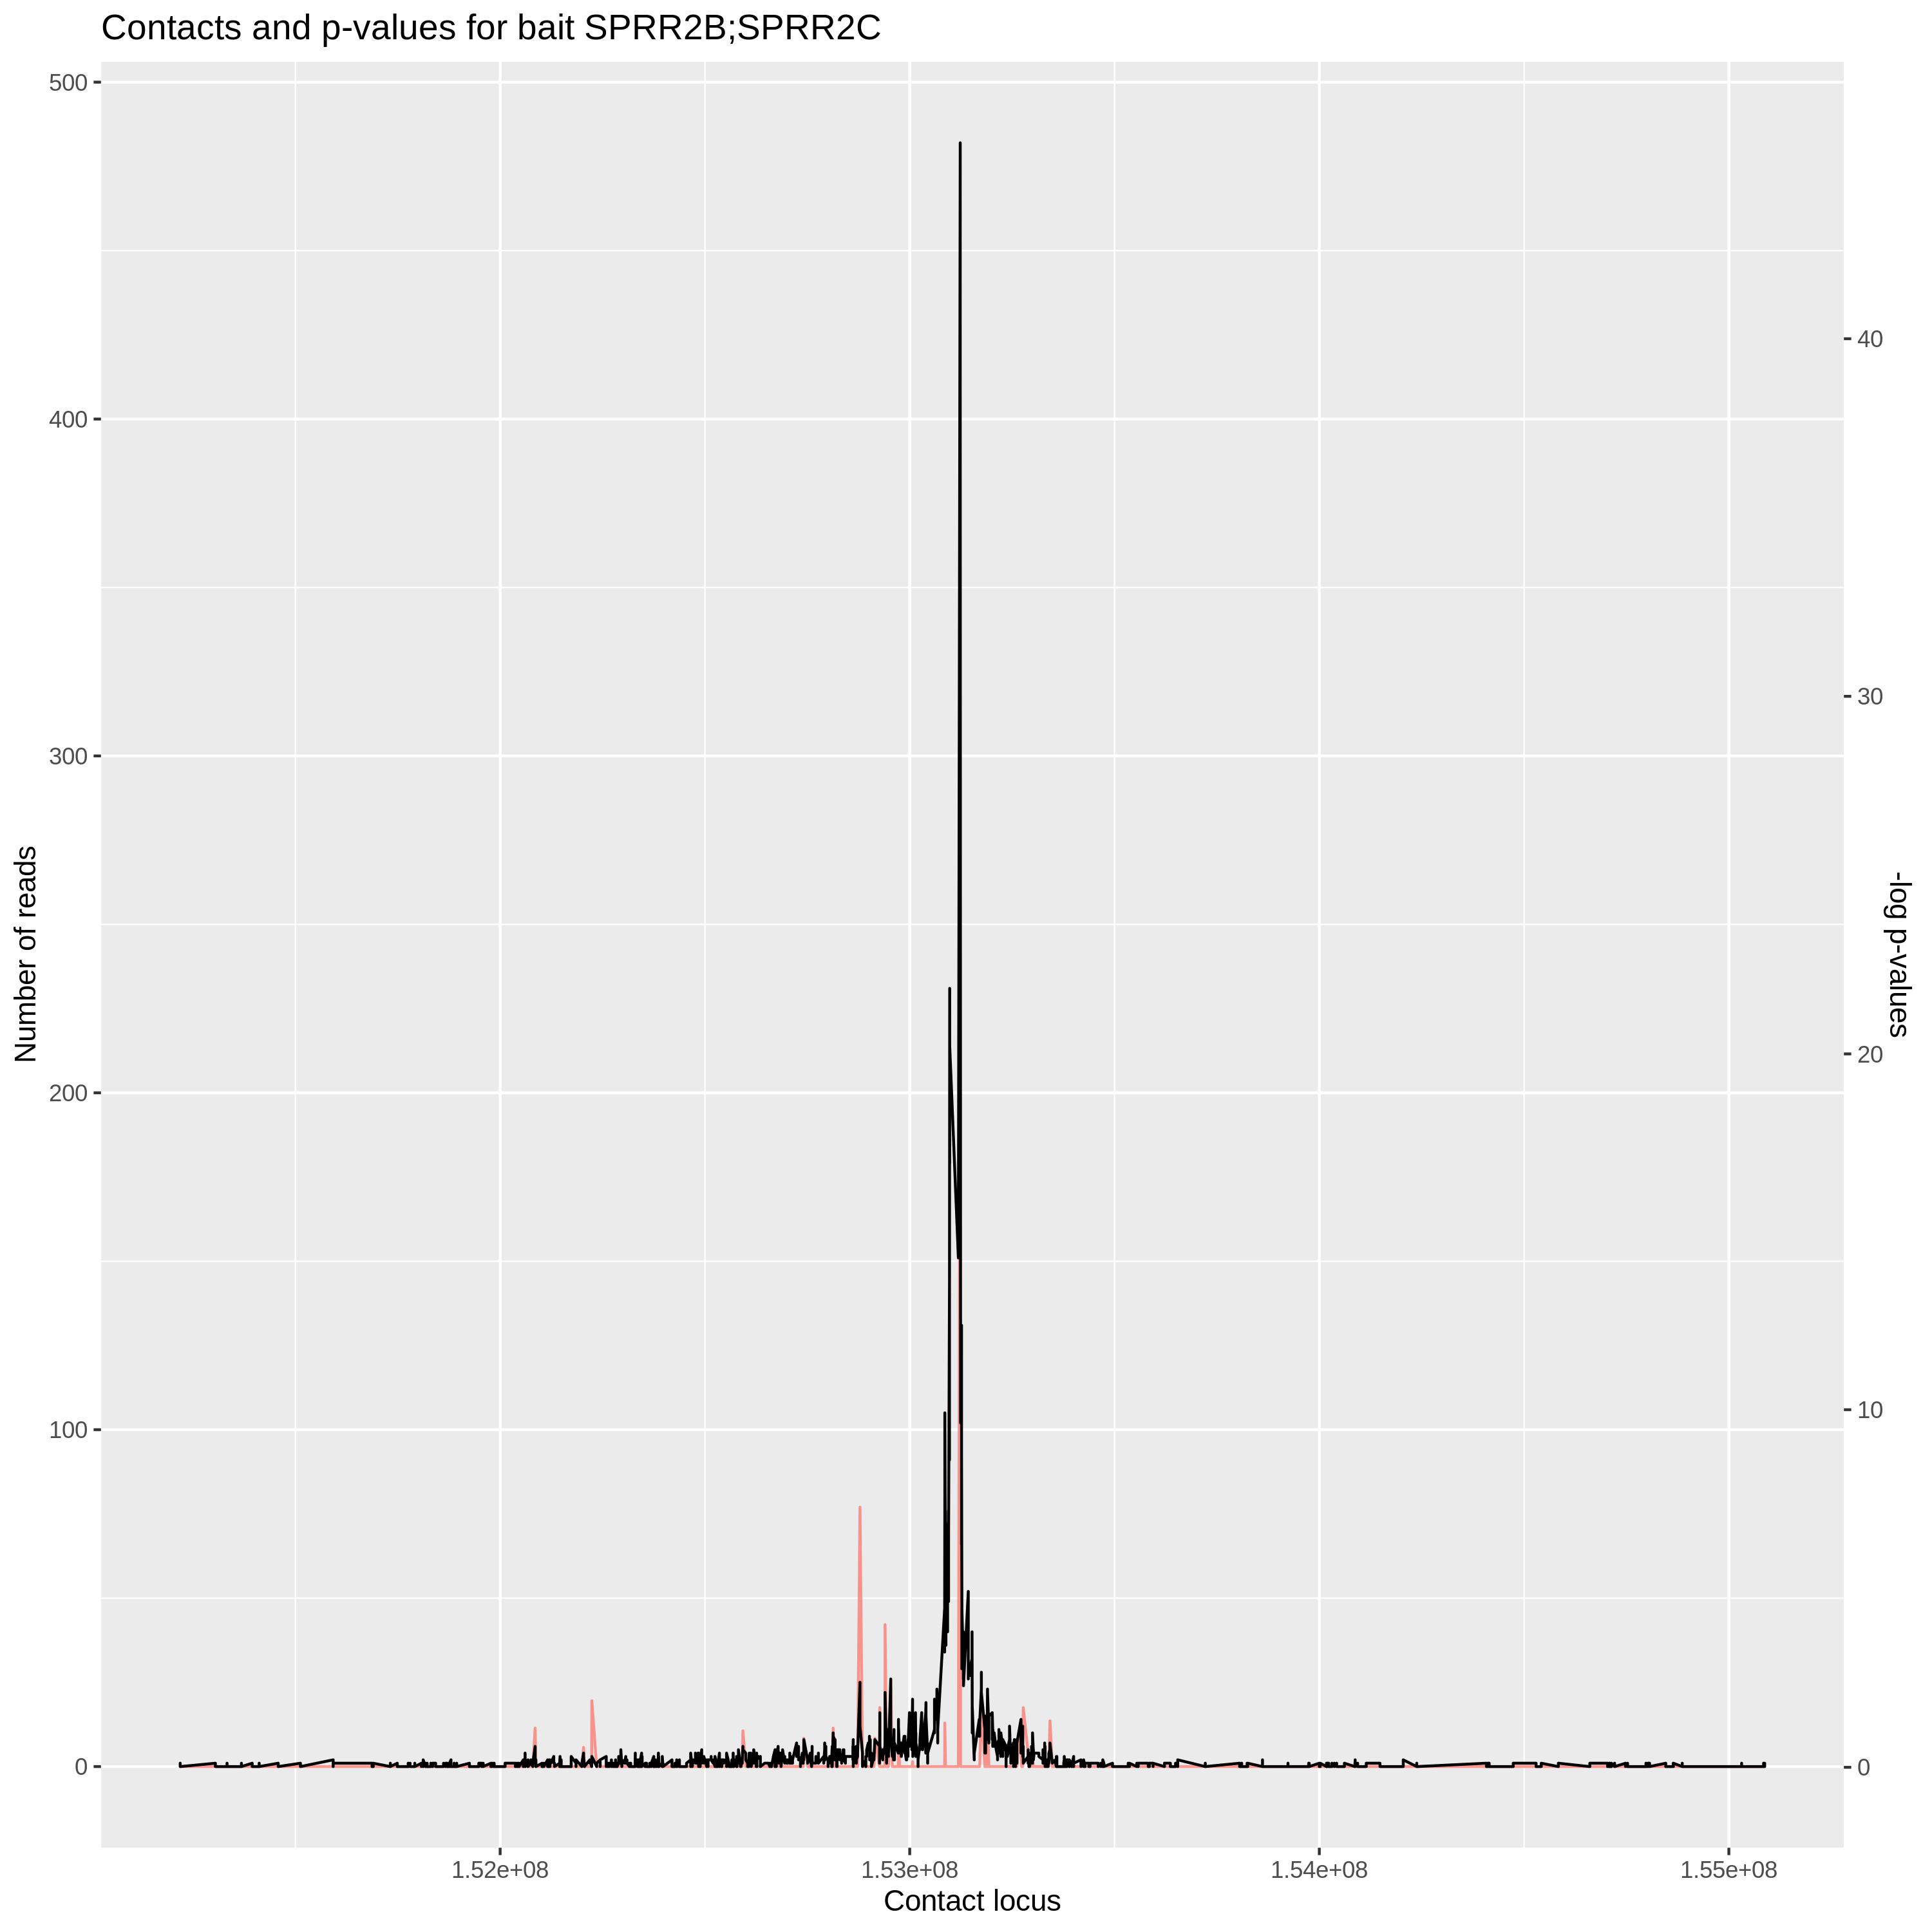 Contacts and p-values for bait SPRR2B;SPRR2C
500
400
300
200
100
0
Number of reads
40
30
20
10
0
-log p-values
1.52e+08
1.53e+08
1.54e+08
1.55e+08
Contact locus